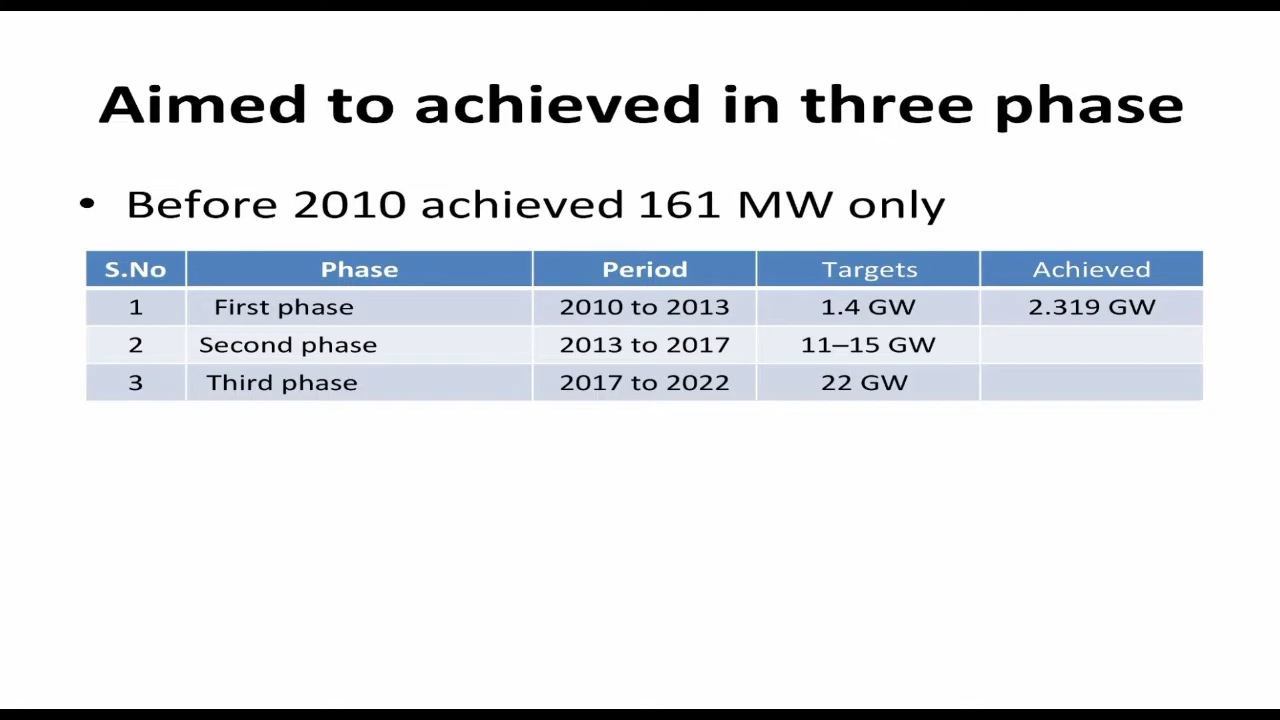 Aimed to achieved in three phase
• Before 2010 achieved 161 MW only
S.No Phase Period Targets Achieved
1 First phase 2010 to 2013 1.4 GW 2.319 GW
2 Second phase 2013 to 2017 11–15 GW
3 Third phase 2017 to 2022 22 GW